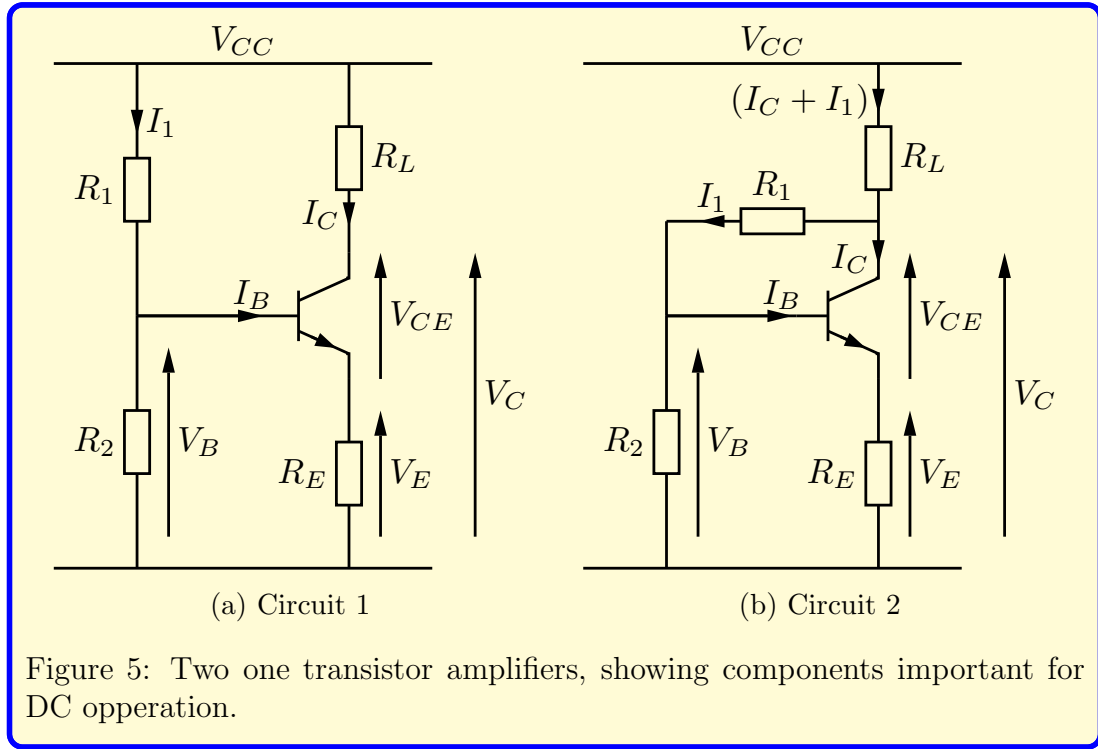 V_CC
I_1
R_1
R_L
I_C
I_B
V_CE
V_C
R_2
V_B
R_E
V_E
(a) Circuit 1
V_CC
(I_C + I_1)
R_L
I_1
R_1
I_C
I_B
V_CE
V_C
R_2
V_B
R_E
V_E
(b) Circuit 2
Figure 5: Two one transistor amplifiers, showing components important for
DC opperation.